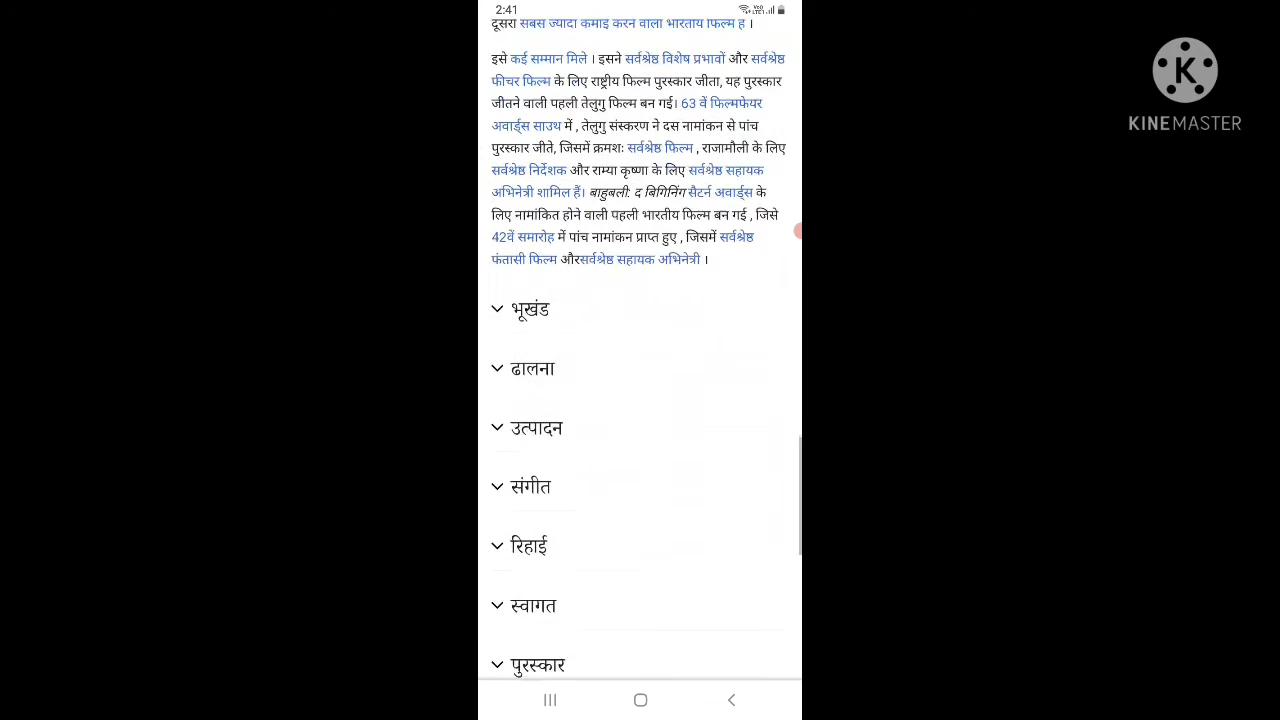 2:41
दूसरी सबसे ज्यादा कमाई करने वाली भारतीय फिल्म है ।
इसे कई सम्मान मिले । इसने सर्वश्रेष्ठ विशेष प्रभावों और सर्वश्रेष्ठ
फीचर फिल्म के लिए राष्ट्रीय फिल्म पुरस्कार जीता, यह पुरस्कार
जीतने वाली पहली तेलुगु फिल्म बन गई। 63 वें फिल्मफेयर
अवार्ड्स साउथ में , तेलुगु संस्करण ने दस नामांकन से पांच
पुरस्कार जीते, जिसमें क्रमशः सर्वश्रेष्ठ फिल्म , राजामौली के लिए
सर्वश्रेष्ठ निर्देशक और राम्या कृष्णा के लिए सर्वश्रेष्ठ सहायक
अभिनेत्री शामिल हैं। बाहुबली: द बिगिनिंग सैटर्न अवार्ड्स के
लिए नामांकित होने वाली पहली भारतीय फिल्म बन गई , जिसे
42वें समारोह में पांच नामांकन प्राप्त हुए , जिसमें सर्वश्रेष्ठ
फंतासी फिल्म औरसर्वश्रेष्ठ सहायक अभिनेत्री ।
भूखंड
ढालना
उत्पादन
संगीत
रिहाई
स्वागत
पुरस्कार
K
KINEMASTER